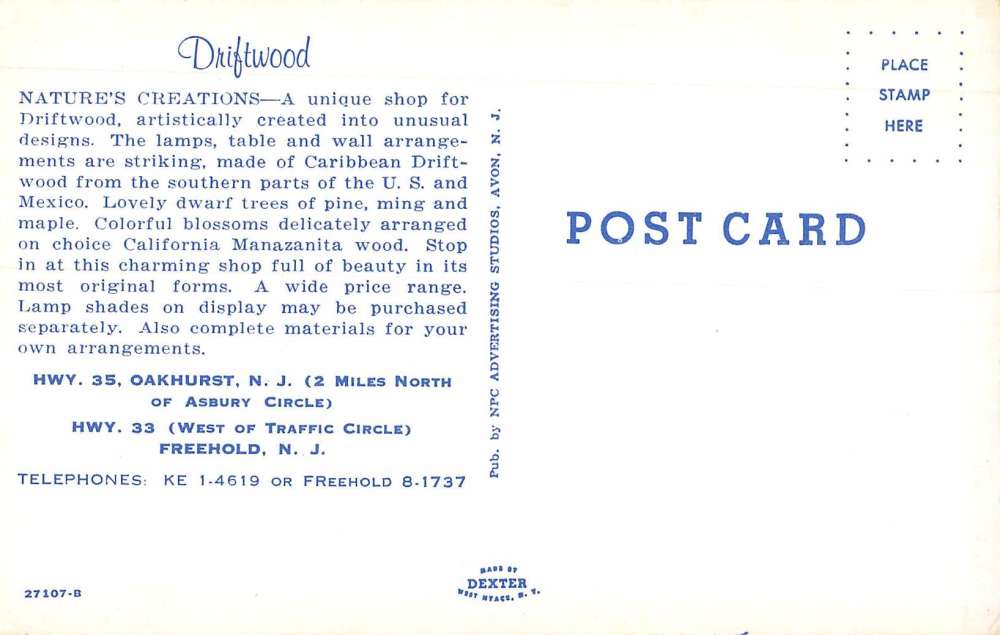 Driftwood
NATURE'S CREATIONS—A unique shop for
Driftwood, artistically created into unusual
designs. The lamps, table and wall arrange-
ments are striking, made of Caribbean Drift-
wood from the southern parts of the U. S. and
Mexico. Lovely dwarf trees of pine, ming and
maple. Colorful blossoms delicately arranged
on choice California Manazanita wood. Stop
in at this charming shop full of beauty in its
most original forms. A wide price range.
Lamp shades on display may be purchased
separately. Also complete materials for your
own arrangements.
HWY. 35, OAKHURST, N. J. (2 MILES NORTH
OF ASBURY CIRCLE)
HWY. 33 (WEST OF TRAFFIC CIRCLE)
FREEHOLD, N. J.
TELEPHONES: KE 1-4619 OR FREEHOLD 8-1737
27107-B
Pub. by NPC ADVERTISING STUDIOS, AVON, N. J.
MADE BY
DEXTER
WEST NYACK, N. Y.
PLACE
STAMP
HERE
POST CARD